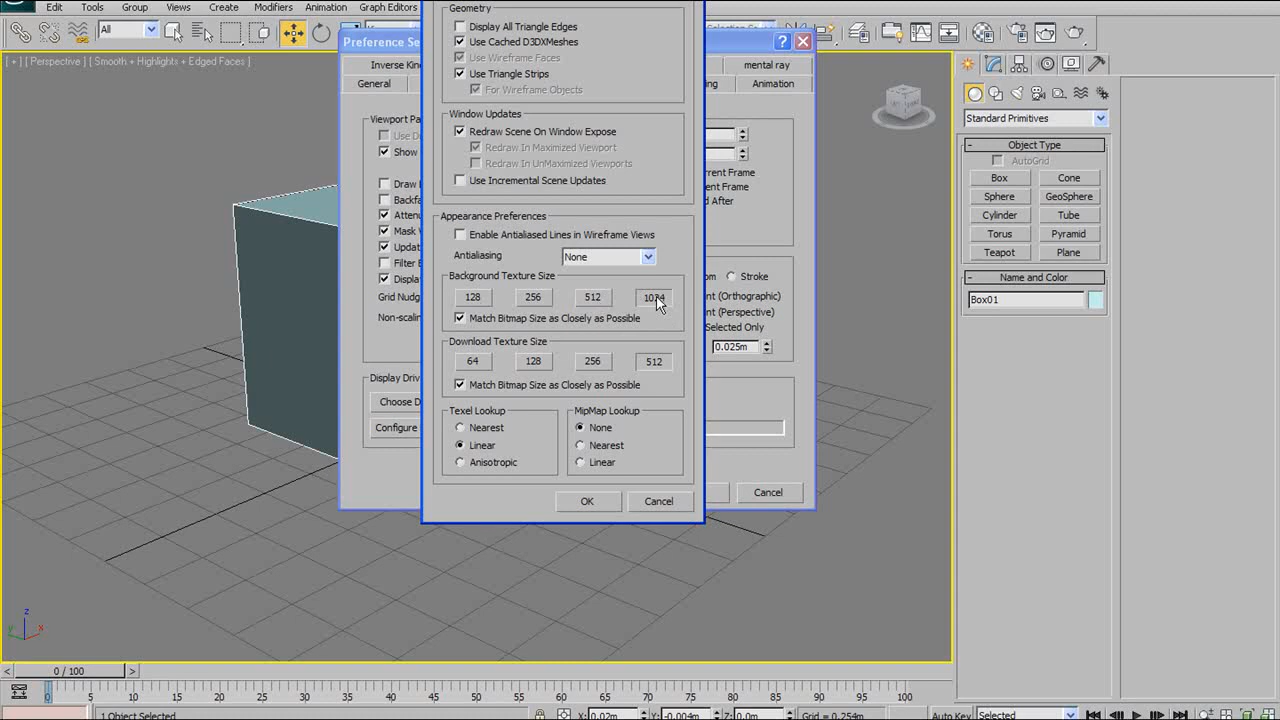 Edit Tools Group Views Create Modifiers Animation Graph Editors
All
[ + ] [ Perspective ] [ Smooth + Highlights + Edged Faces ]
Preference Se
Inverse Kin
mental ray
General
ing
Animation
Viewport Pa
Show
Draw
Backfa
Attenu
Mask
Updat
Filter
Display
Grid Nudg
Non-scalin
Display Driv
Choose D
Configure
Geometry
Display All Triangle Edges
Use Cached D3DXMeshes
Use Wireframe Faces
Use Triangle Strips
For Wireframe Objects
Window Updates
Redraw Scene On Window Expose
Redraw In Maximized Viewport
Redraw In UnMaximized Viewports
Use Incremental Scene Updates
Appearance Preferences
Enable Antialiased Lines in Wireframe Views
Antialiasing
None
Background Texture Size
128 256 512 1024
Match Bitmap Size as Closely as Possible
Download Texture Size
64 128 256 512
Match Bitmap Size as Closely as Possible
Texel Lookup
Nearest
Linear
Anisotropic
MipMap Lookup
None
Nearest
Linear
OK Cancel
rrent Frame
ent Frame
d After
om Stroke
nt (Orthographic)
nt (Perspective)
Selected Only
0.025m
Cancel
Standard Primitives
- Object Type
AutoGrid
Box Cone
Sphere GeoSphere
Cylinder Tube
Torus Pyramid
Teapot Plane
- Name and Color
Box01
z
y x
< 0 / 100 >
0 5 10 15 20 25 30 35 40 45 50 55 60 65 70 75 80 85 90 95 100
1 Object Selected
X: 0.02m Y: -0.004m Z: 0.0m Grid = 0.254m Auto Key Selected